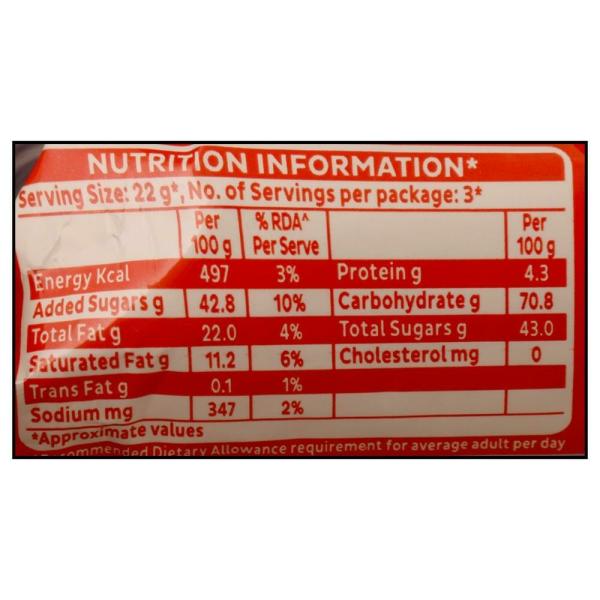 NUTRITION INFORMATION*
Serving Size: 22 g*, No. of Servings per package: 3*
Per 100 g % RDA^ Per Serve Per 100 g
Energy Kcal 497 3% Protein g 4.3
Added Sugars g 42.8 10% Carbohydrate g 70.8
Total Fat g 22.0 4% Total Sugars g 43.0
Saturated Fat g 11.2 6% Cholesterol mg 0
Trans Fat g 0.1 1%
Sodium mg 347 2%
*Approximate values
Recommended Dietary Allowance requirement for average adult per day